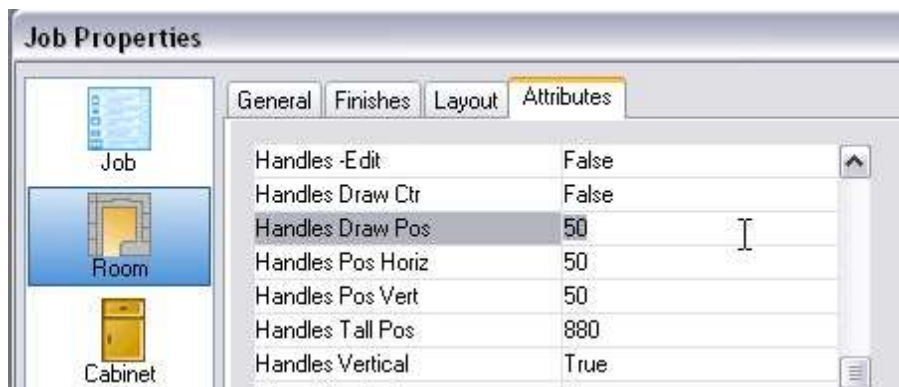 Job Properties
Job
Room
Cabinet
General Finishes Layout Attributes
Handles -Edit False
Handles Draw Ctr False
Handles Draw Pos 50
Handles Pos Horiz 50
Handles Pos Vert 50
Handles Tall Pos 880
Handles Vertical True